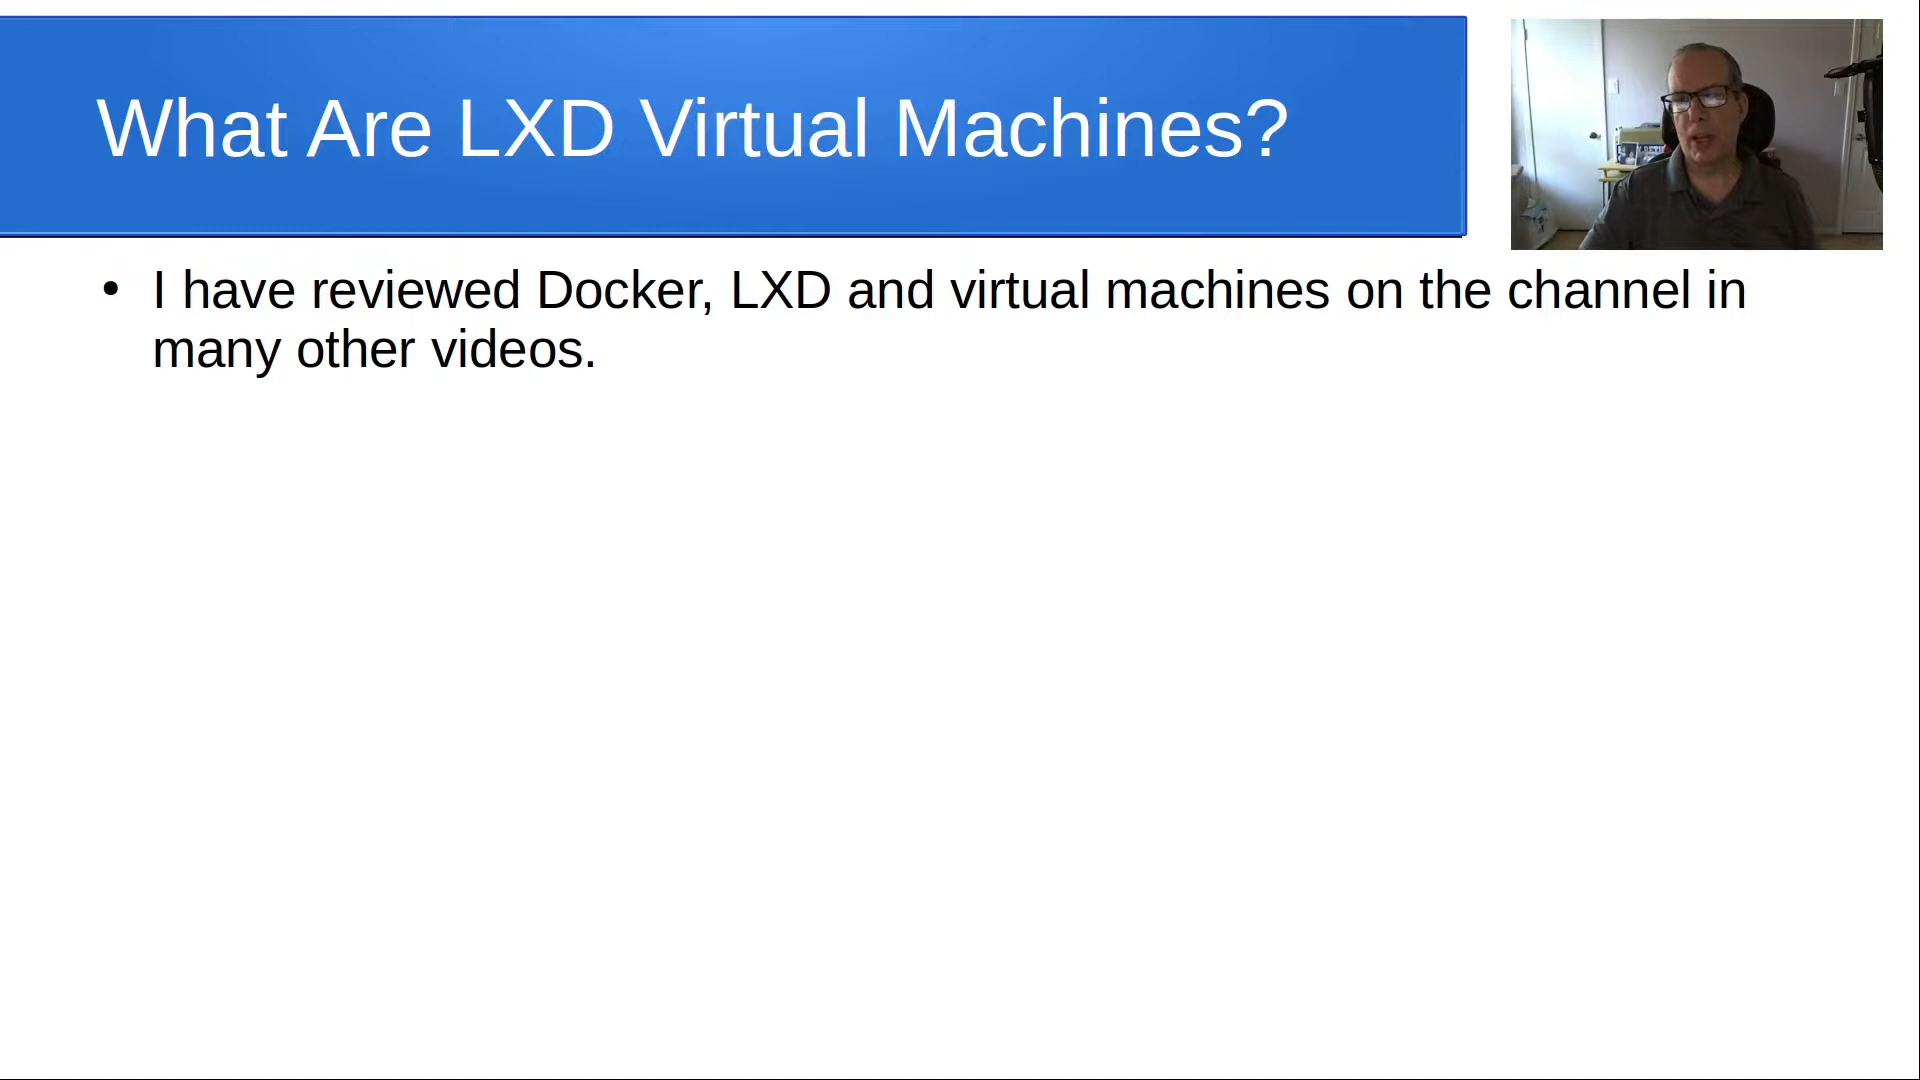 What Are LXD Virtual Machines?
• I have reviewed Docker, LXD and virtual machines on the channel in
many other videos.